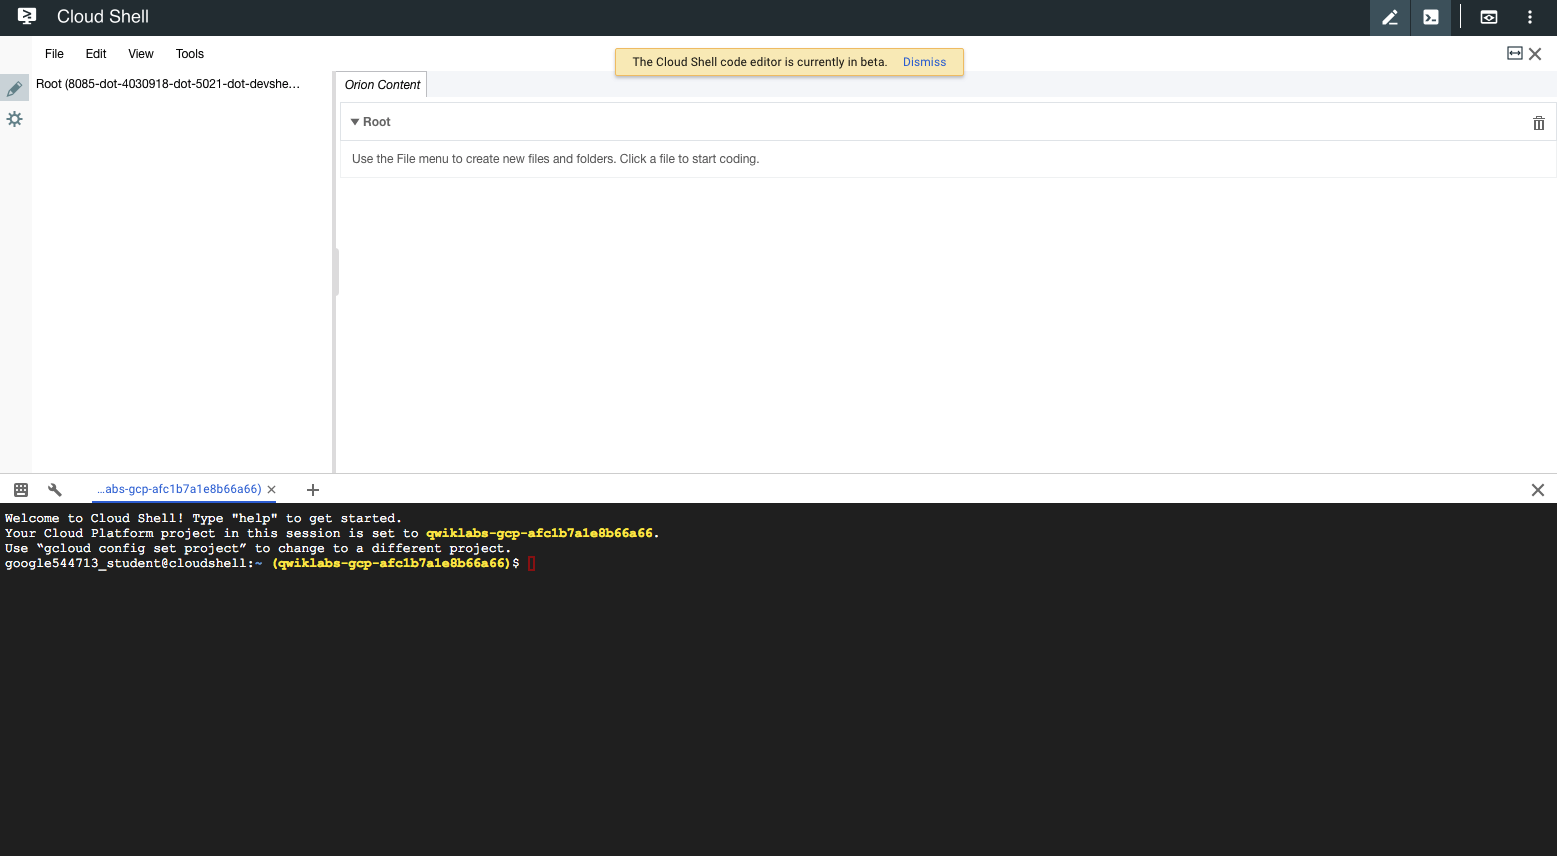 Cloud Shell
File Edit View Tools
The Cloud Shell code editor is currently in beta. Dismiss
Root (8085-dot-4030918-dot-5021-dot-devshe...
Orion Content
Root
Use the File menu to create new files and folders. Click a file to start coding.
...abs-gcp-afc1b7a1e8b66a66)
Welcome to Cloud Shell! Type "help" to get started.
Your Cloud Platform project in this session is set to qwiklabs-gcp-afc1b7a1e8b66a66.
Use “gcloud config set project” to change to a different project.
google544713_student@cloudshell:~ (qwiklabs-gcp-afc1b7a1e8b66a66)$